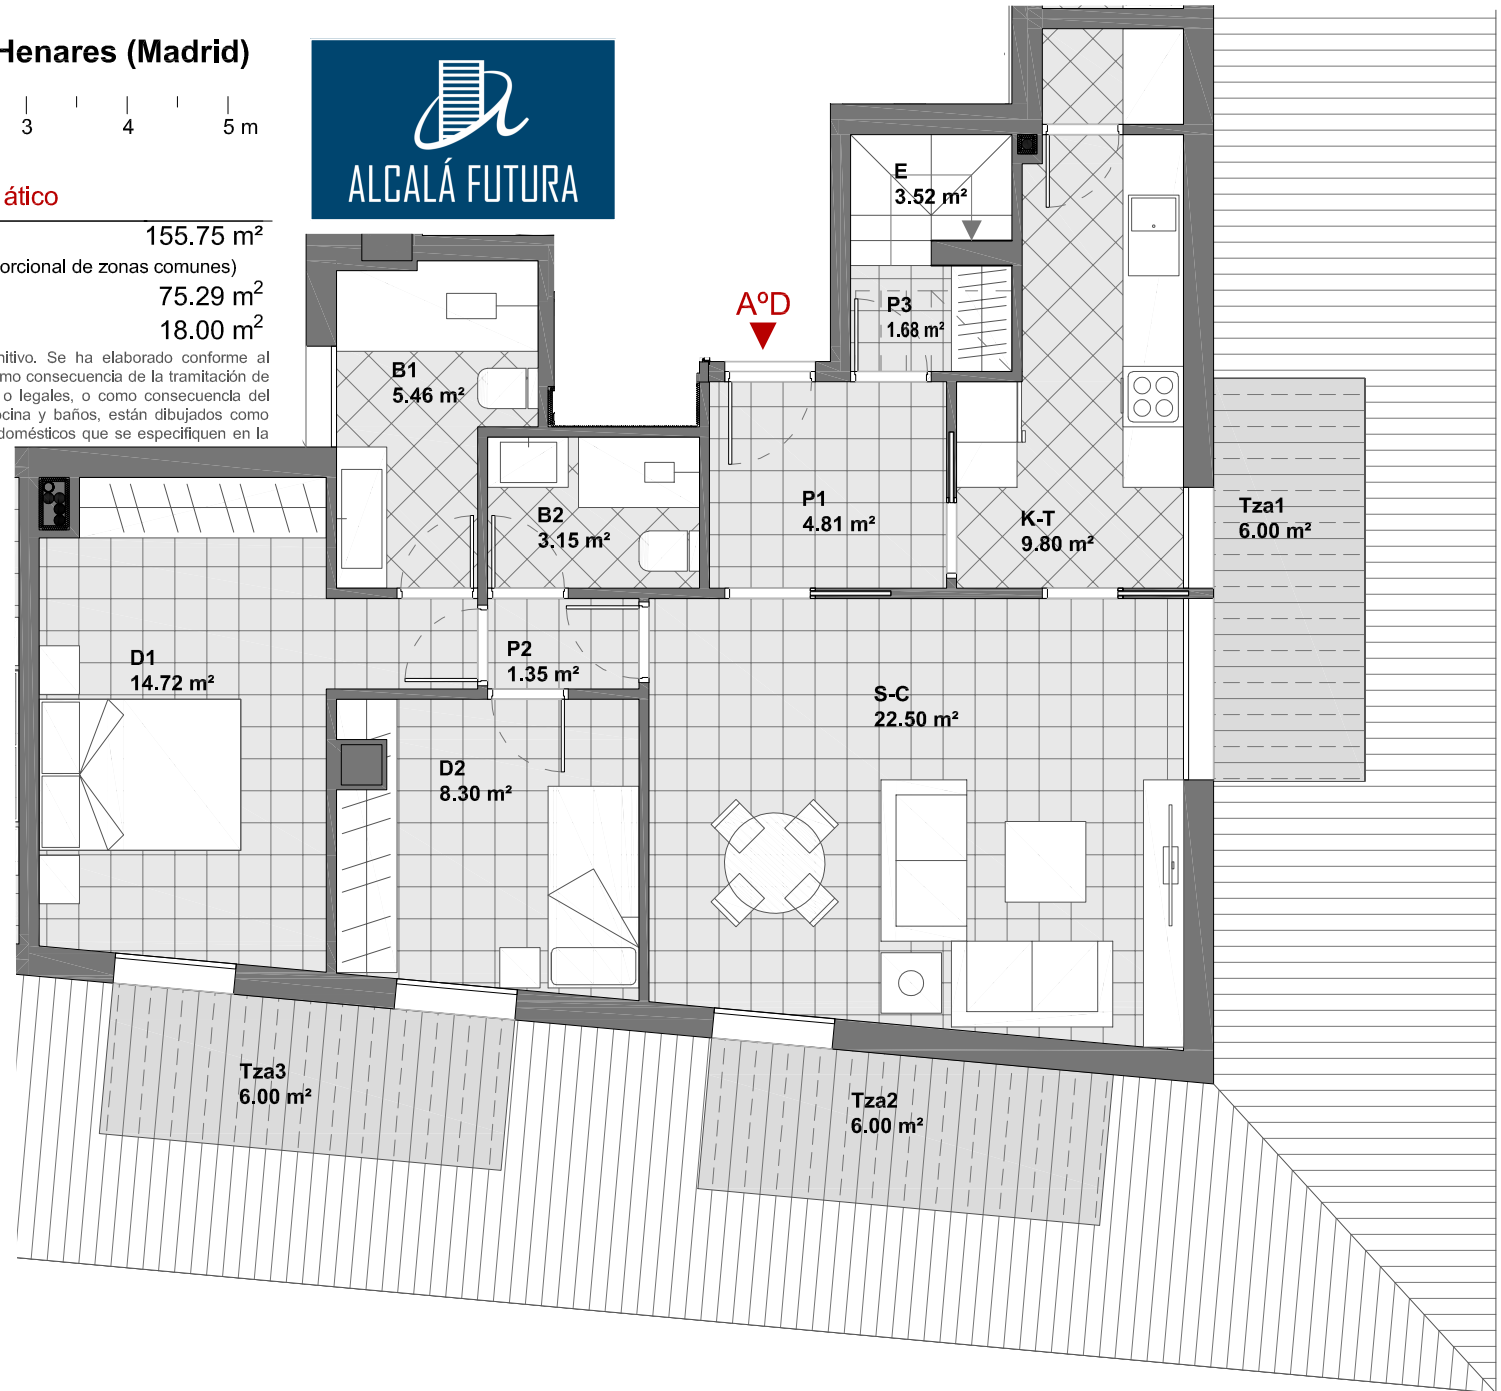 Henares (Madrid)
3 4 5 m
ALCALÁ FUTURA
ático
155.75 m²
orcional de zonas comunes)
75.29 m²
18.00 m²
nitivo. Se ha elaborado conforme al
mo consecuencia de la tramitación de
o legales, o como consecuencia del
ocina y baños, están dibujados como
domésticos que se especifiquen en la
E
3.52 m²
P3
1.68 m²
AºD
B1
5.46 m²
B2
3.15 m²
P1
4.81 m²
K-T
9.80 m²
Tza1
6.00 m²
D1
14.72 m²
P2
1.35 m²
S-C
22.50 m²
D2
8.30 m²
Tza3
6.00 m²
Tza2
6.00 m²